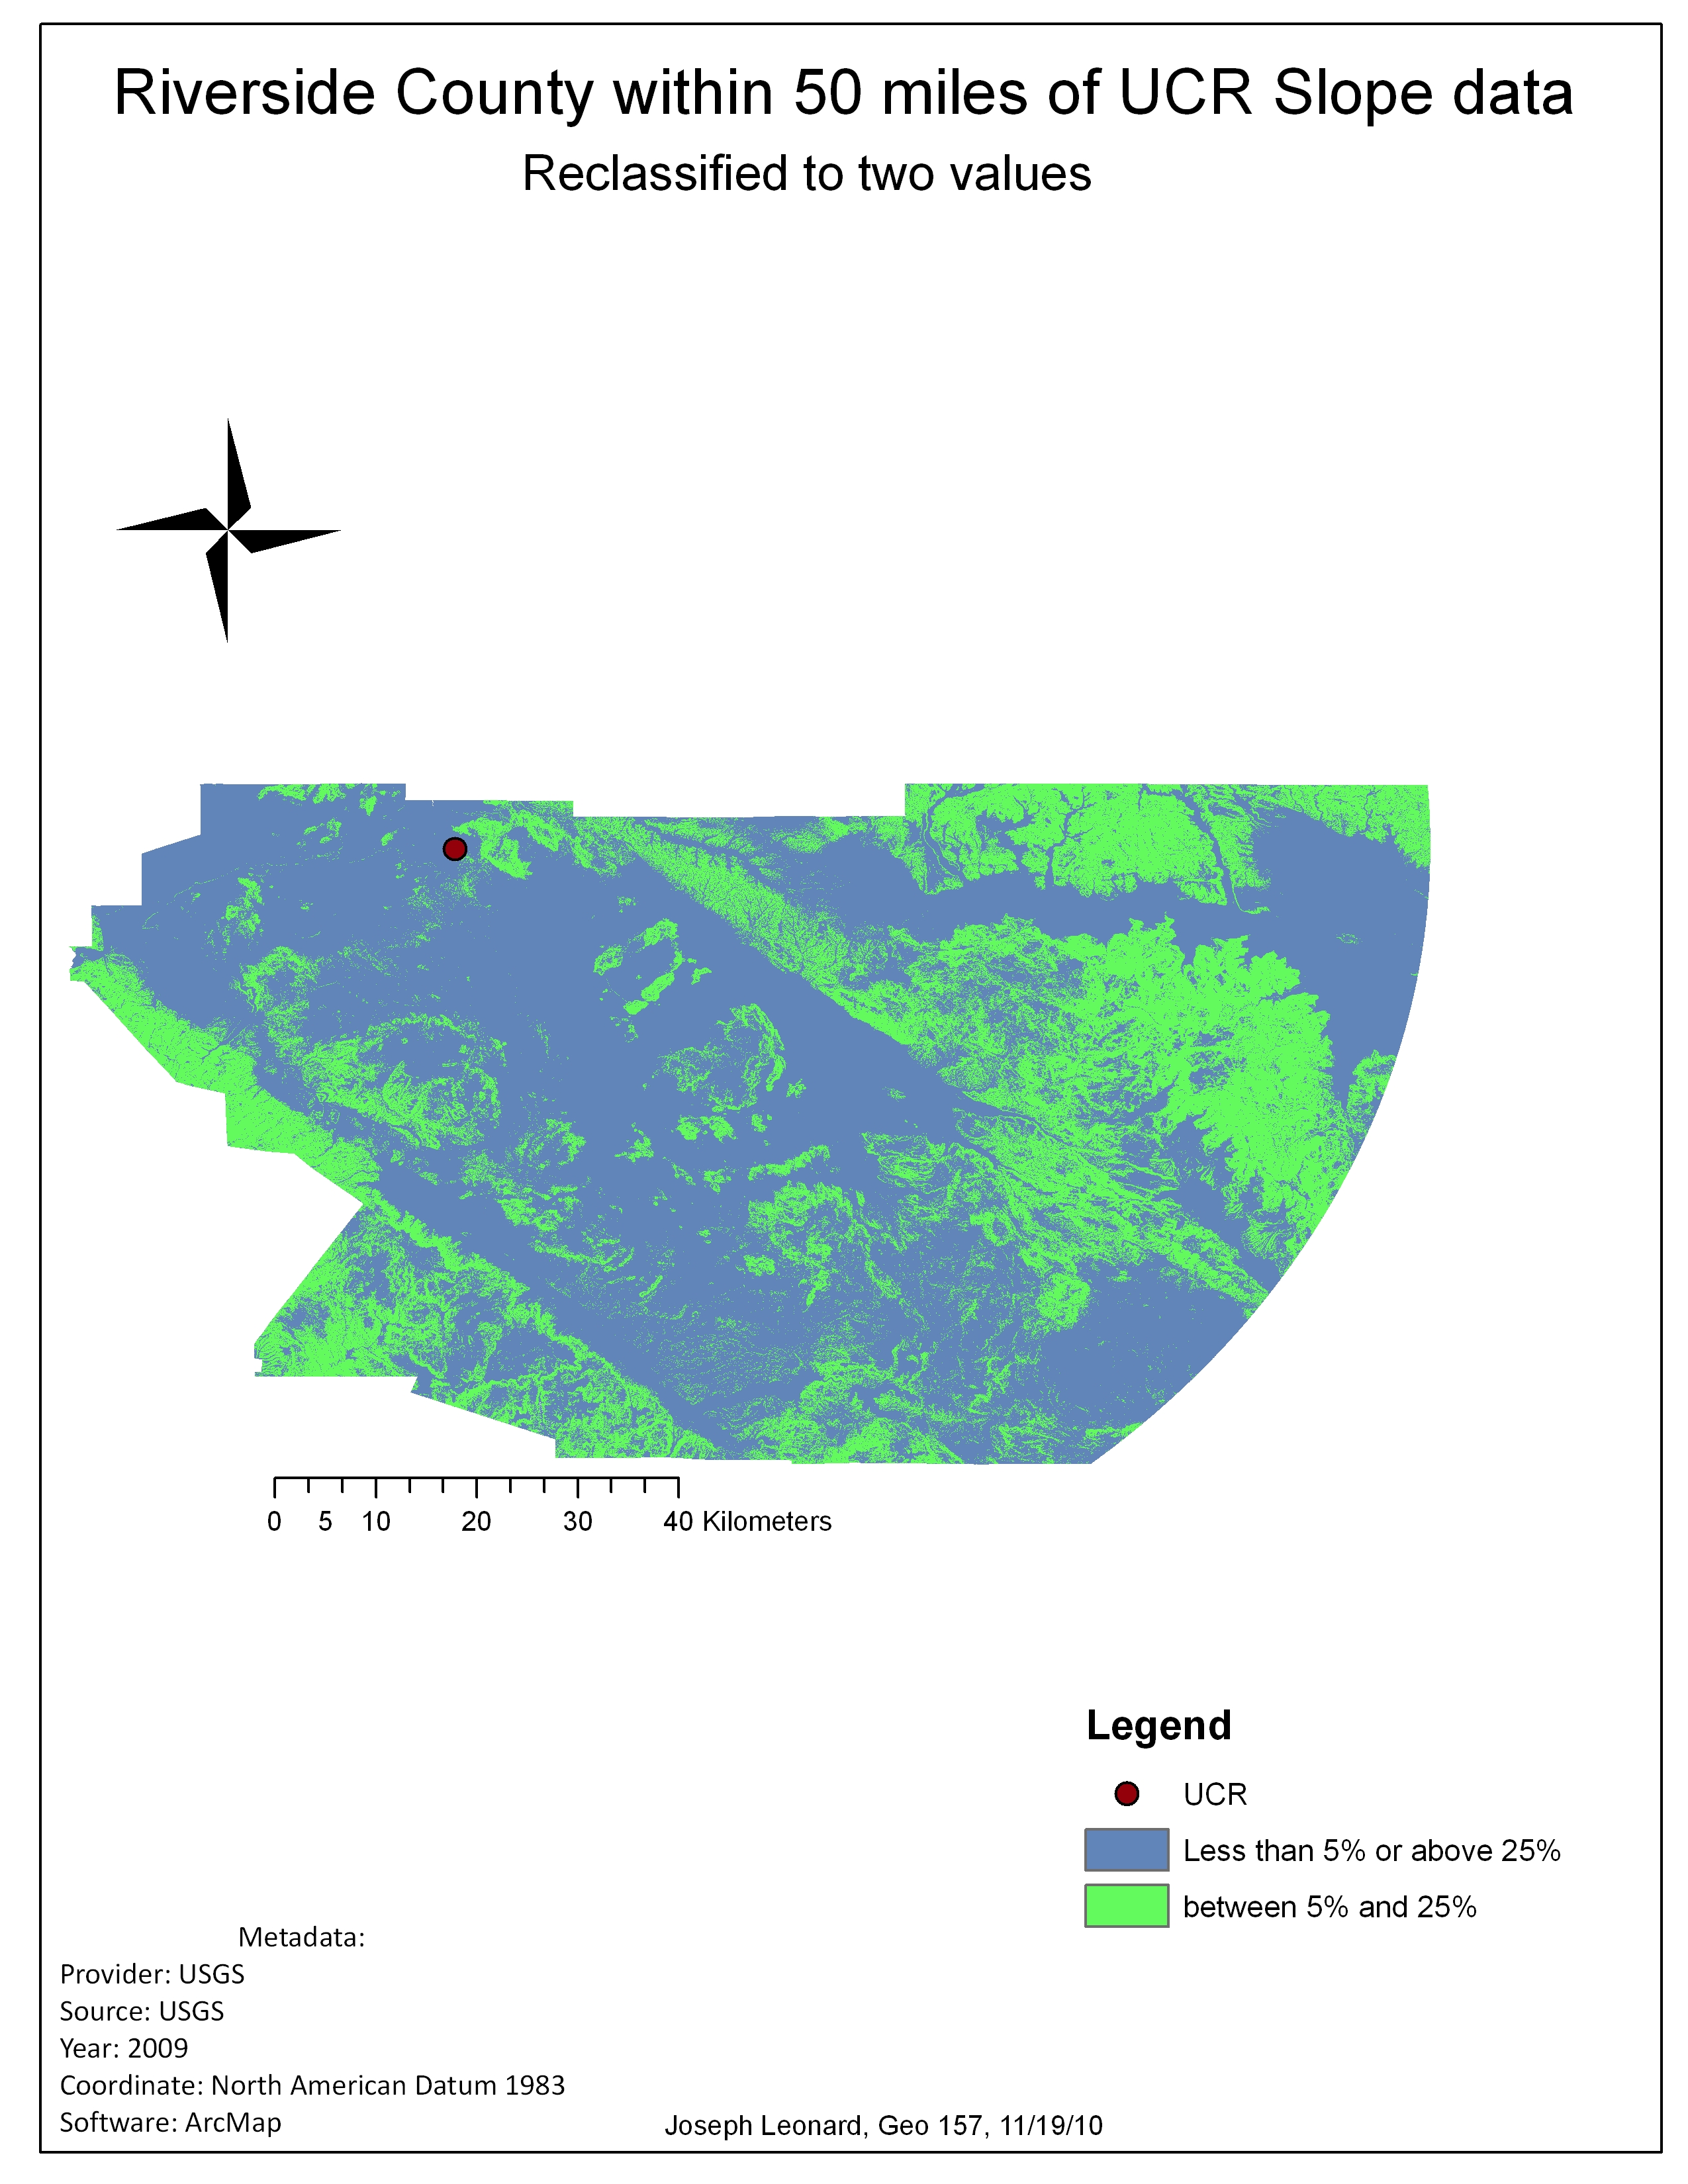 Riverside County within 50 miles of UCR Slope data
Reclassified to two values
0 5 10 20 30 40 Kilometers
Legend
UCR
Less than 5% or above 25%
between 5% and 25%
Metadata:
Provider: USGS
Source: USGS
Year: 2009
Coordinate: North American Datum 1983
Software: ArcMap
Joseph Leonard, Geo 157, 11/19/10